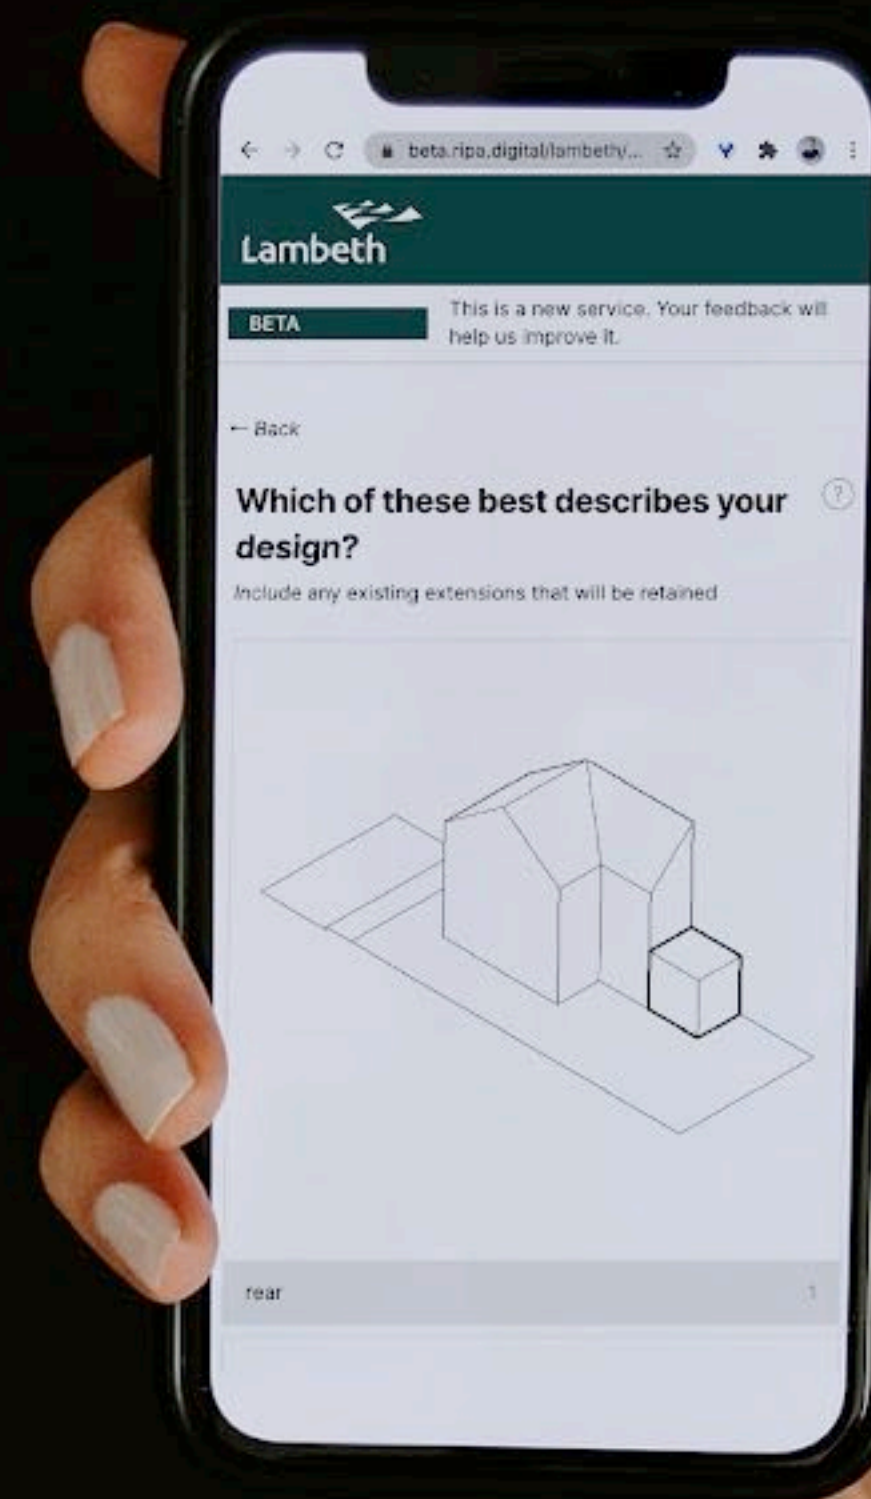 beta.ripa.digital/lambeth/...
Lambeth
BETA
This is a new service. Your feedback will
help us improve it.
← Back
Which of these best describes your
design?
?
Include any existing extensions that will be retained
rear
1